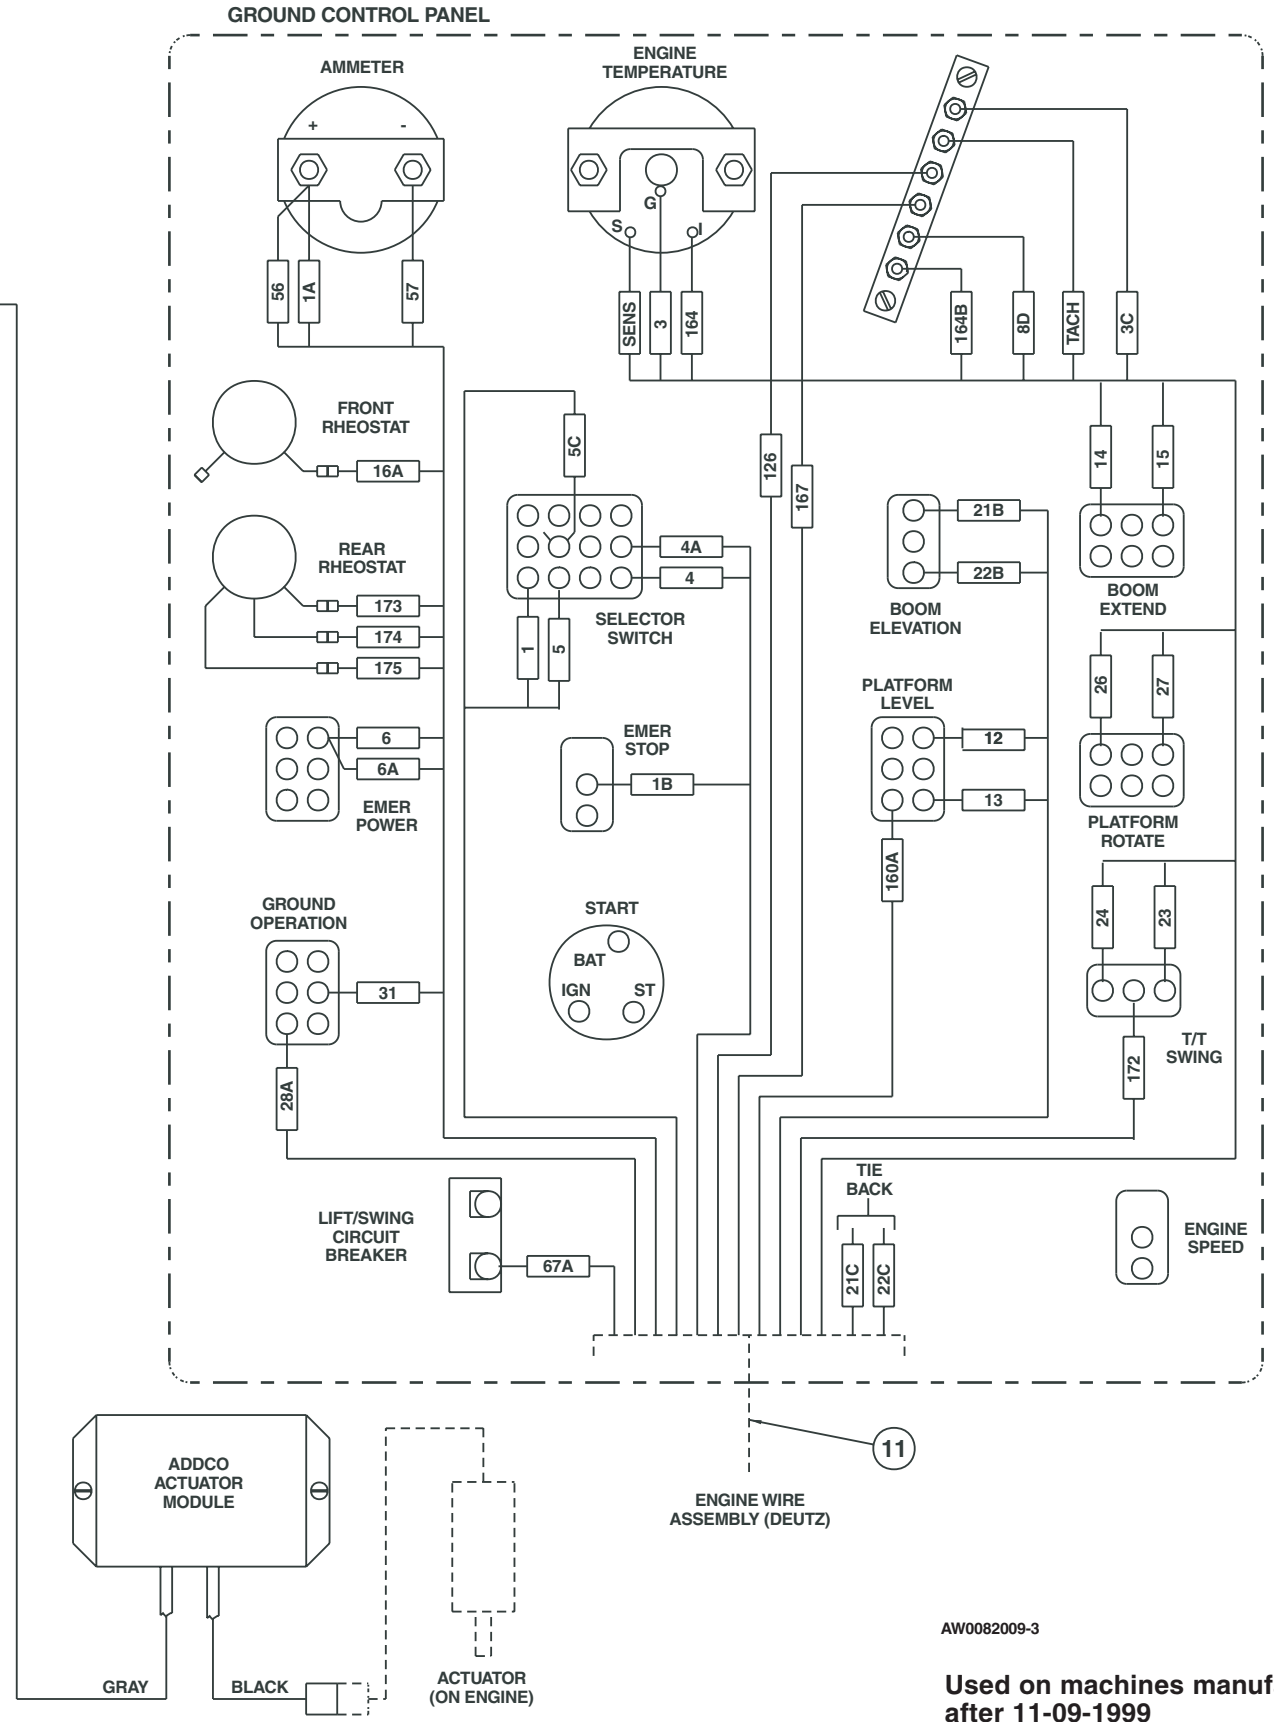 GROUND CONTROL PANEL
AMMETER
+ -
ENGINE
TEMPERATURE
G
S I
56
1A
57
SENS
3
164
164B
8D
TACH
3C
FRONT
RHEOSTAT
16A
5C
126
167
14
15
REAR
RHEOSTAT
173
174
175
4A
4
SELECTOR
SWITCH
1
5
21B
22B
BOOM
ELEVATION
BOOM
EXTEND
26
27
6
6A
EMER
POWER
EMER
STOP
1B
PLATFORM
LEVEL
12
13
160A
PLATFORM
ROTATE
24
23
GROUND
OPERATION
31
28A
START
BAT
IGN ST
T/T
SWING
172
LIFT/SWING
CIRCUIT
BREAKER
67A
TIE
BACK
21C
22C
ENGINE
SPEED
11
ENGINE WIRE
ASSEMBLY (DEUTZ)
ADDCO
ACTUATOR
MODULE
GRAY
BLACK
ACTUATOR
(ON ENGINE)
AW0082009-3
Used on machines manuf
after 11-09-1999